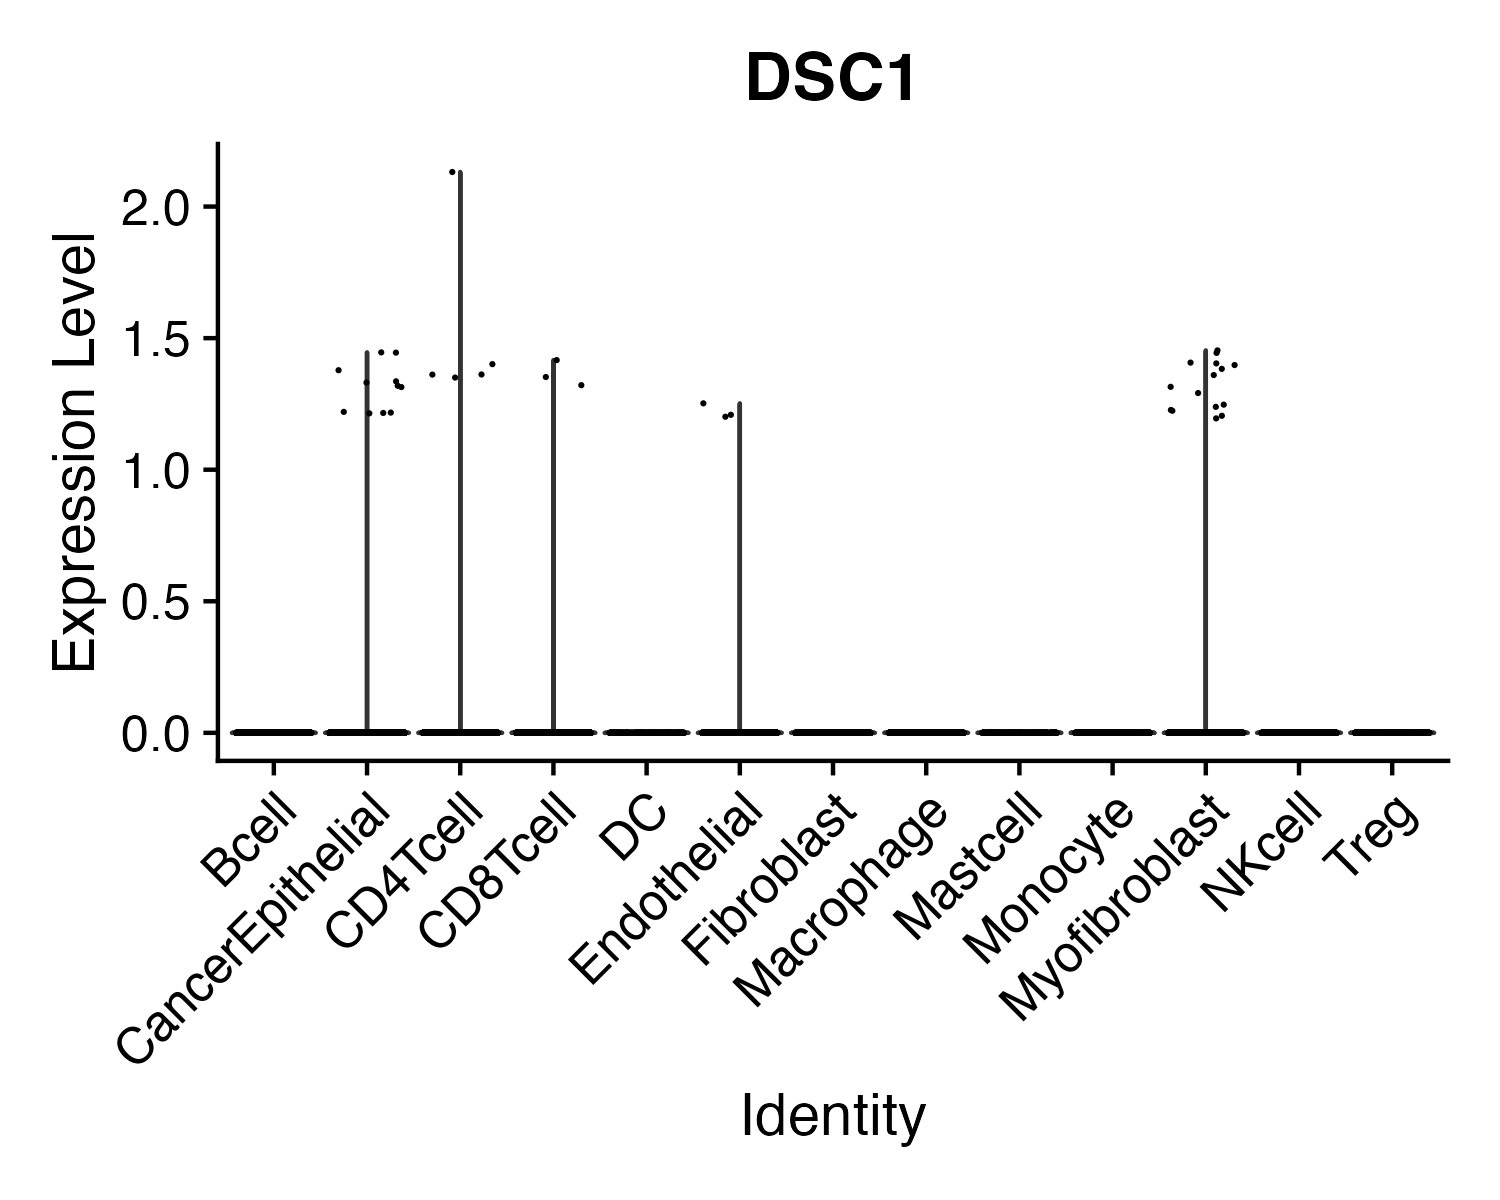 DSC1
Expression Level
2.0
1.5
1.0
0.5
0.0
Bcell
CancerEpithelial
CD4Tcell
CD8Tcell
DC
Endothelial
Fibroblast
Macrophage
Mastcell
Monocyte
Myofibroblast
NKcell
Treg
Identity